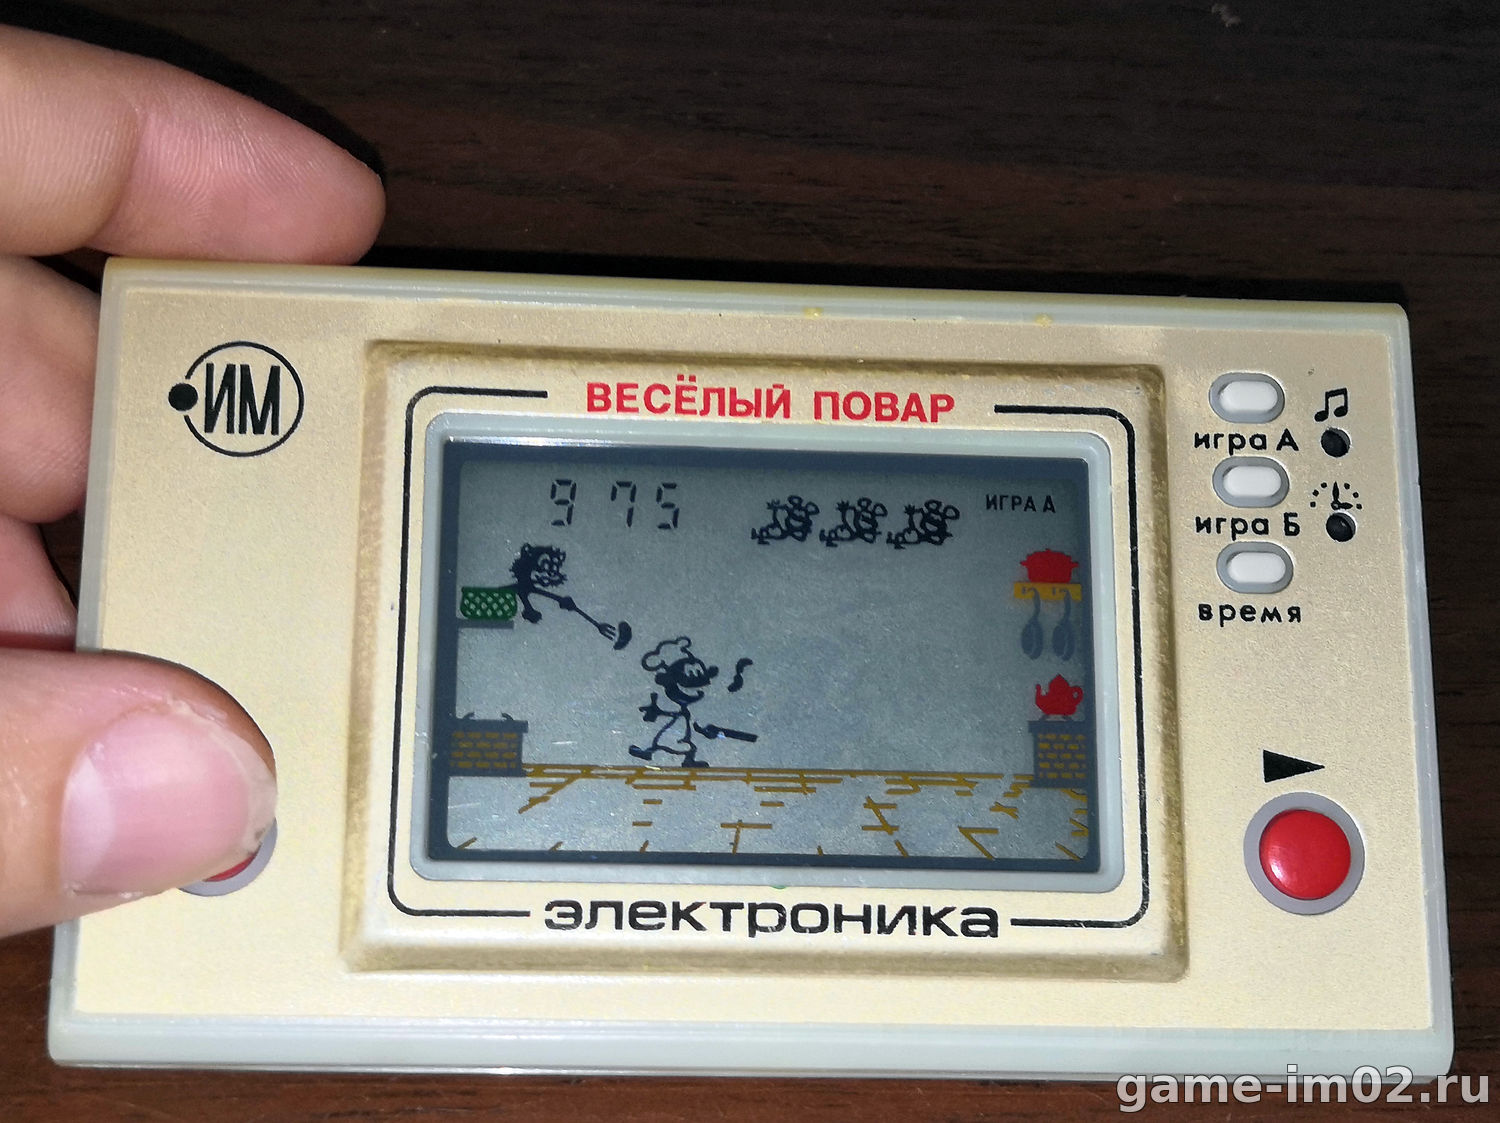 ИМ
ВЕСЁЛЫЙ ПОВАР
975
ИГРА А
игра А
игра Б
время
электроника
game-im02.ru